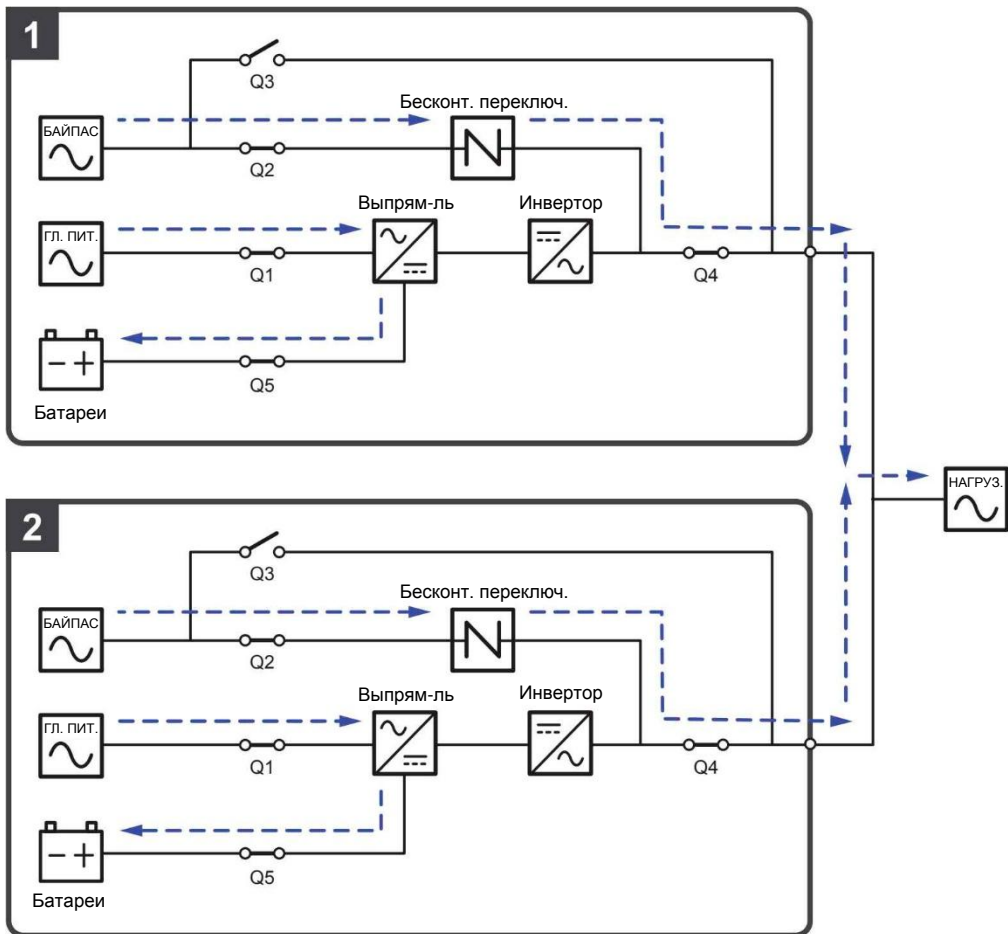 1
Q3
Бесконт. переключ.
БАЙПАС
Q2
Выпрям-ль
Инвертор
ГЛ. ПИТ.
Q1
Q4
Q5
Батареи
НАГРУЗ.
2
Q3
Бесконт. переключ.
БАЙПАС
Q2
Выпрям-ль
Инвертор
ГЛ. ПИТ.
Q1
Q4
Q5
Батареи